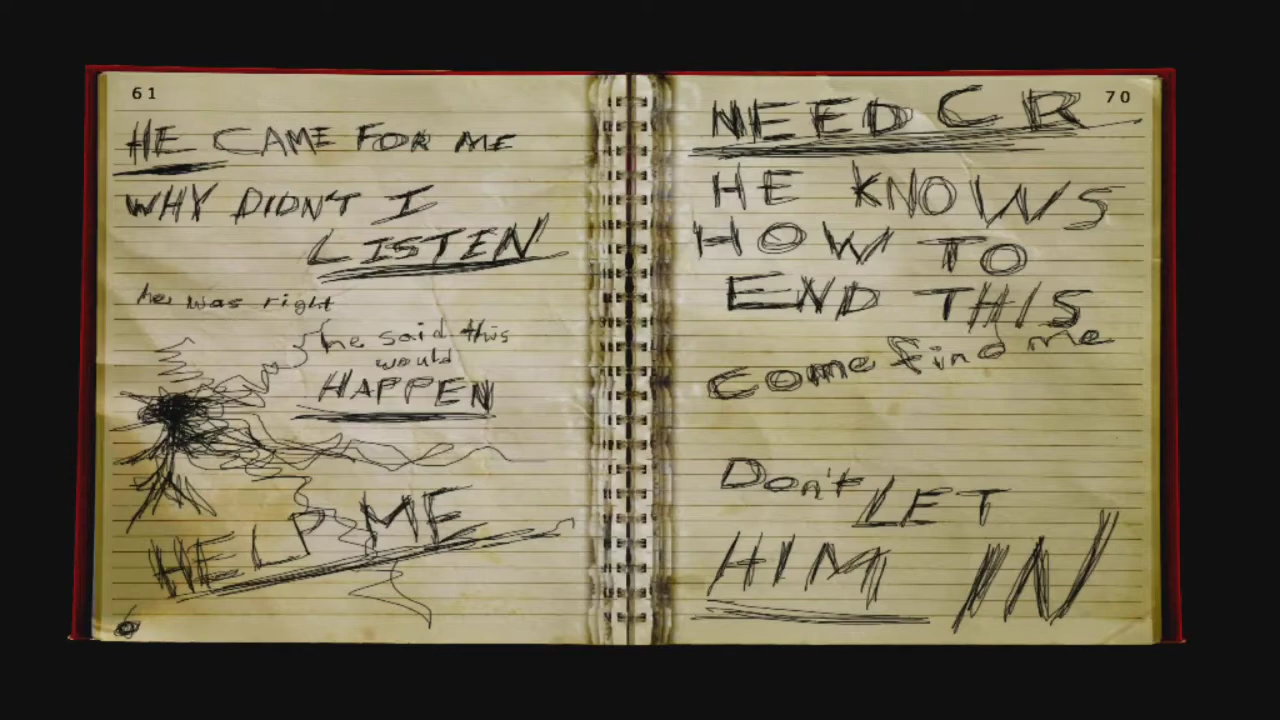 61
HE CAME FOR ME
WHY DIDN'T I
LISTEN
he was right
he said this
would
HAPPEN
HELP ME
70
NEED CR
HE KNOWS
HOW TO
END THIS
come find me
Don't LET
HIM IN